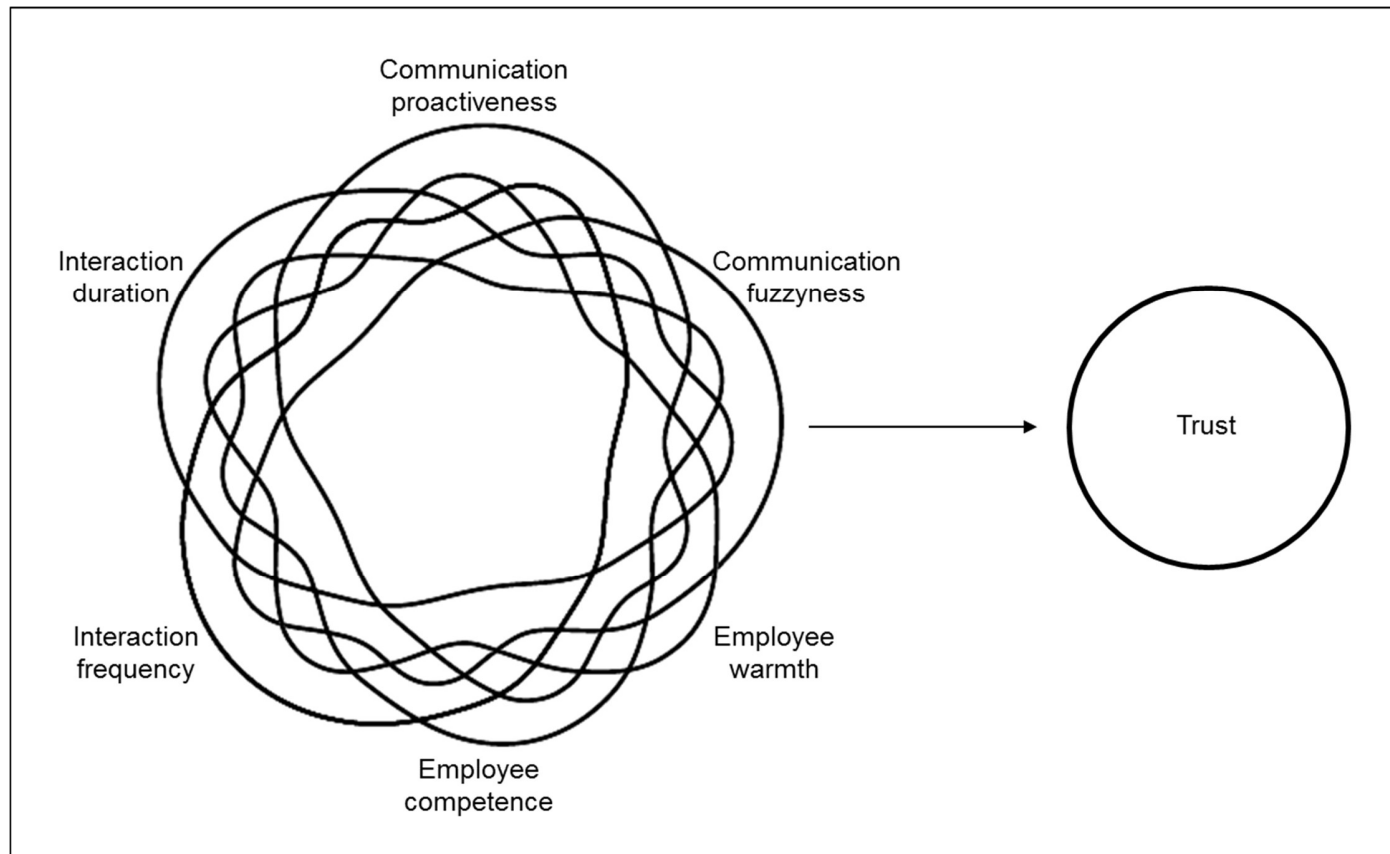 Communication
proactiveness
Communication
fuzzyness
Interaction
duration
Trust
Interaction
frequency
Employee
warmth
Employee
competence